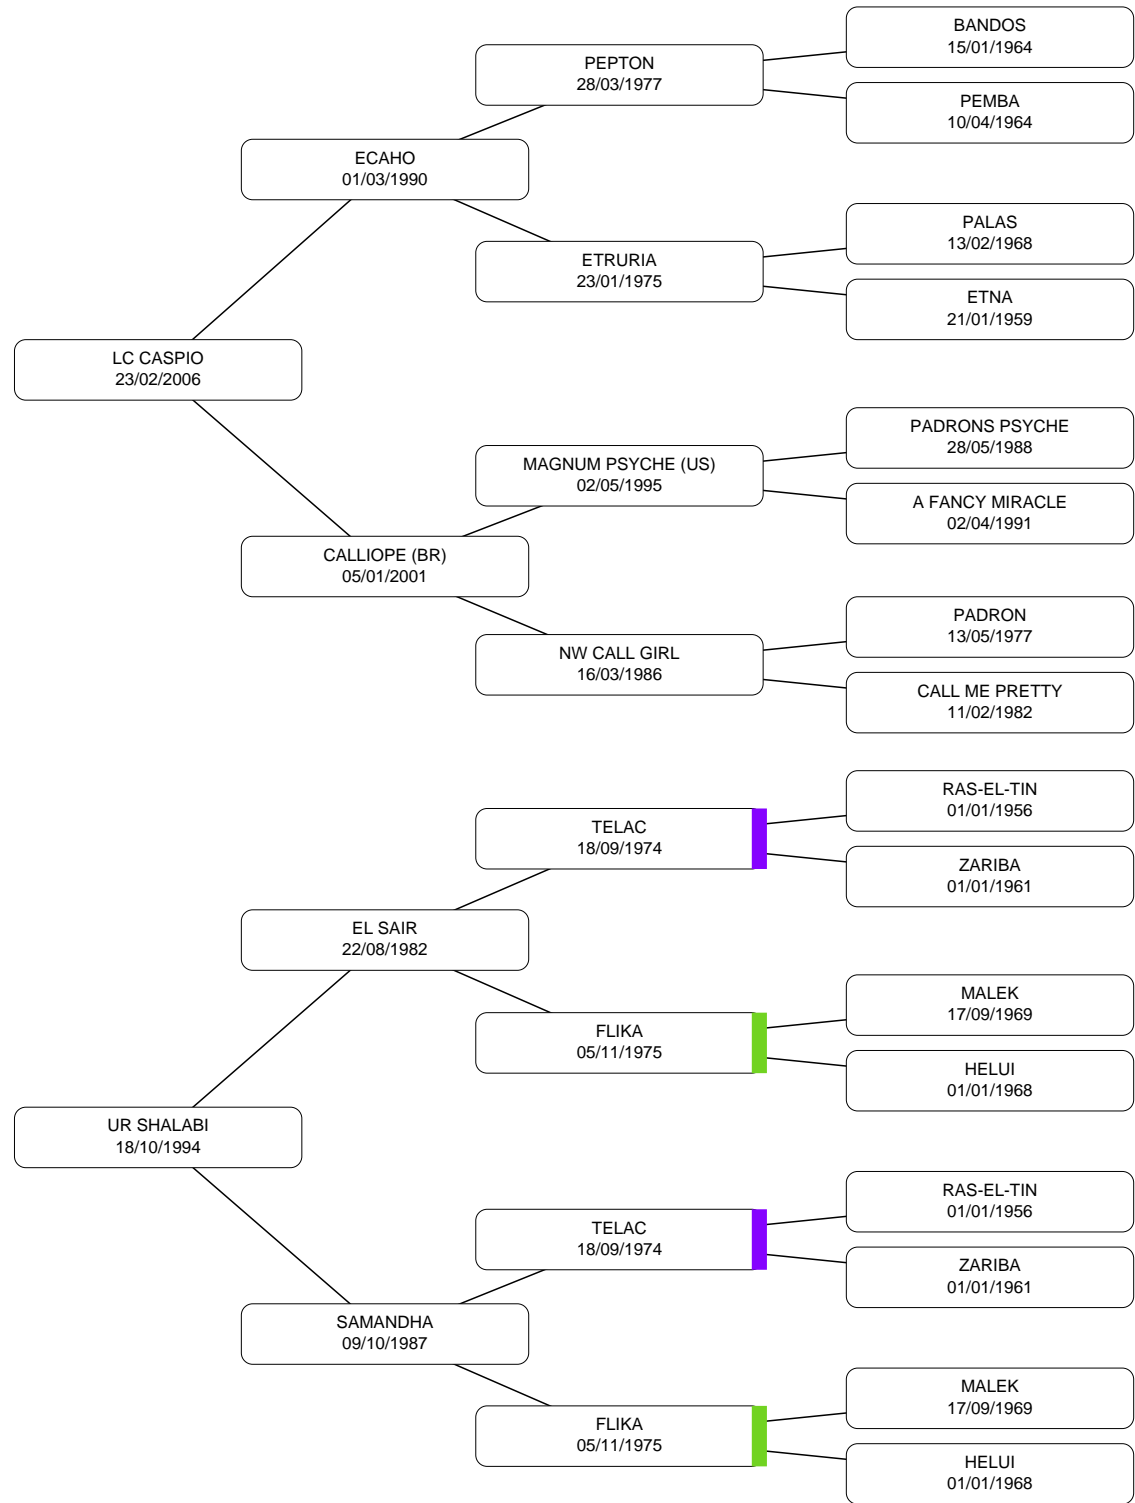 BANDOS
15/01/1964
PEPTON
28/03/1977
PEMBA
10/04/1964
ECAHO
01/03/1990
PALAS
13/02/1968
ETRURIA
23/01/1975
ETNA
21/01/1959
LC CASPIO
23/02/2006
PADRONS PSYCHE
28/05/1988
MAGNUM PSYCHE (US)
02/05/1995
A FANCY MIRACLE
02/04/1991
CALLIOPE (BR)
05/01/2001
PADRON
13/05/1977
NW CALL GIRL
16/03/1986
CALL ME PRETTY
11/02/1982
RAS-EL-TIN
01/01/1956
TELAC
18/09/1974
ZARIBA
01/01/1961
EL SAIR
22/08/1982
MALEK
17/09/1969
FLIKA
05/11/1975
HELUI
01/01/1968
UR SHALABI
18/10/1994
RAS-EL-TIN
01/01/1956
TELAC
18/09/1974
ZARIBA
01/01/1961
SAMANDHA
09/10/1987
MALEK
17/09/1969
FLIKA
05/11/1975
HELUI
01/01/1968